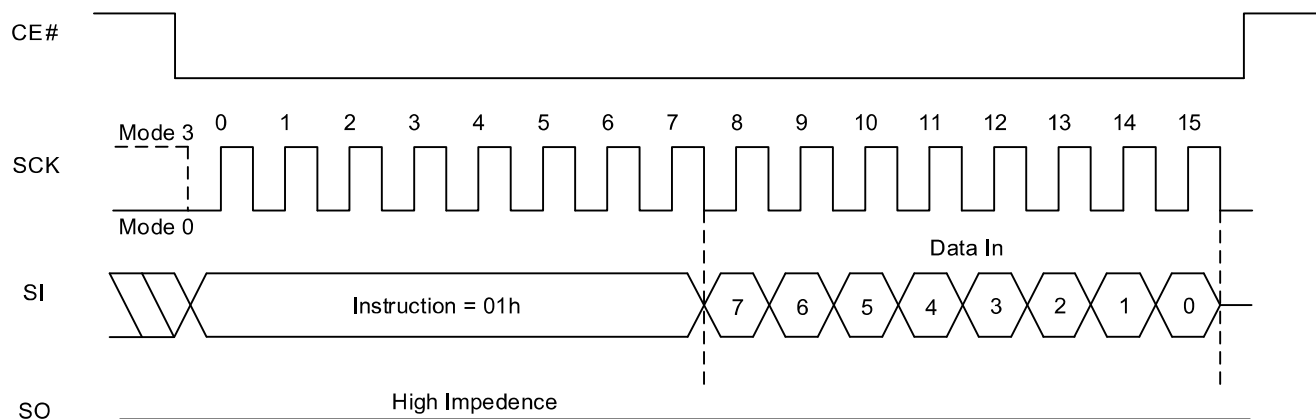 CE#
Mode 3 0 1 2 3 4 5 6 7 8 9 10 11 12 13 14 15
SCK
Mode 0
Data In
SI Instruction = 01h 7 6 5 4 3 2 1 0
High Impedence
SO